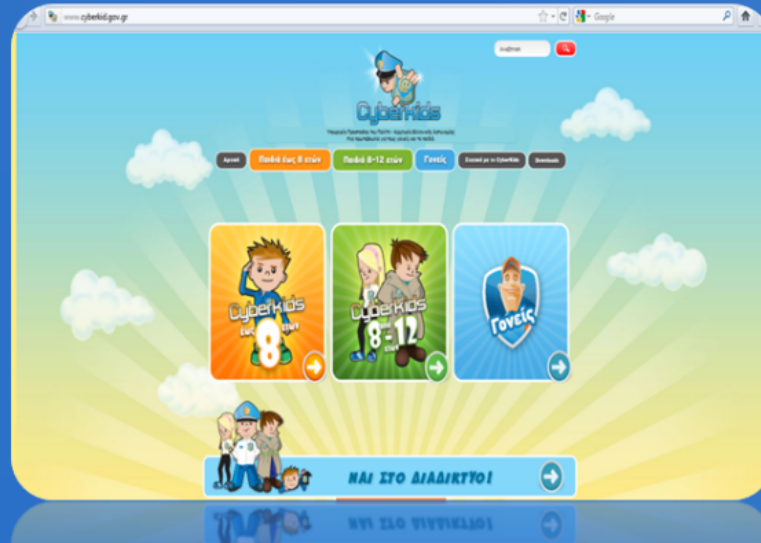 www.cyberkid.gov.gr
Google
Αναζήτηση
Cyberkids
Αρχική
Παιδιά έως 8 ετών
Παιδιά 8-12 ετών
Γονείς
Σχετικά με το CyberKids
Downloads
Cyberkids
έως 8 ετών
Cyberkids
8-12
ετών
Γονείς
ΝΑΙ ΣΤΟ ΔΙΑΔΙΚΤΥΟ!